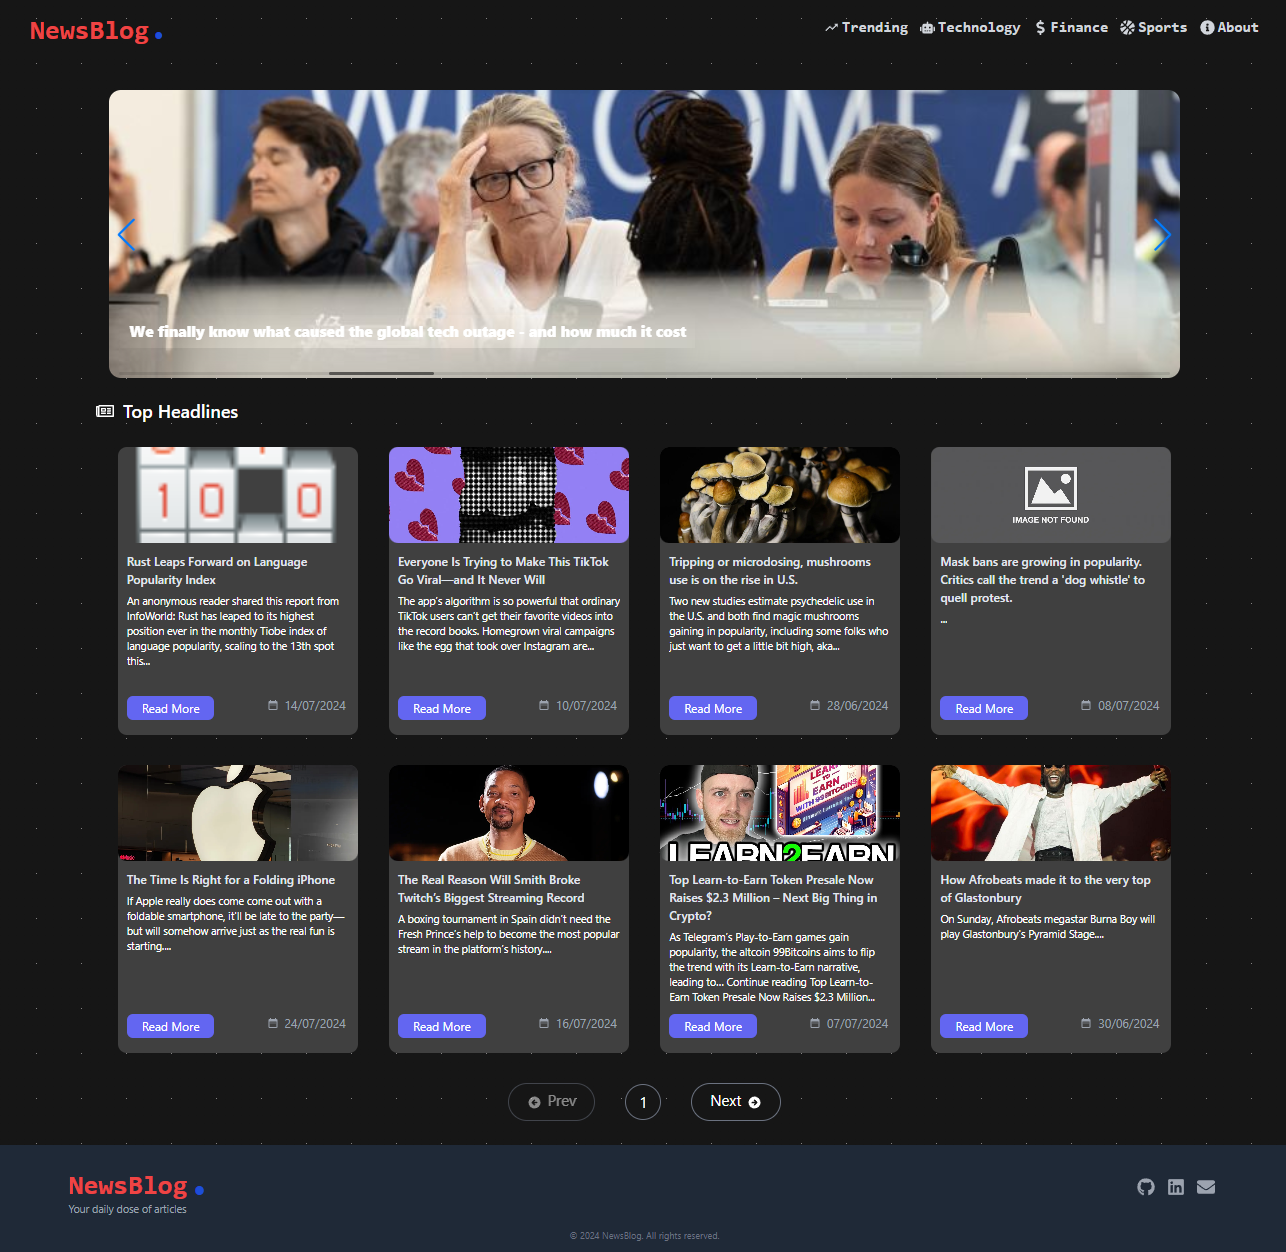 NewsBlog
Trending Technology Finance Sports About
WELCOME A
We finally know what caused the global tech outage - and how much it cost
Top Headlines
1 0 0
IMAGE NOT FOUND
Rust Leaps Forward on Language
Popularity Index
An anonymous reader shared this report from
InfoWorld: Rust has leaped to its highest
position ever in the monthly Tiobe index of
language popularity, scaling to the 13th spot
this...
Read More 14/07/2024
Everyone Is Trying to Make This TikTok
Go Viral—and It Never Will
The app’s algorithm is so powerful that ordinary
TikTok users can’t get their favorite videos into
the record books. Homegrown viral campaigns
like the egg that took over Instagram are...
Read More 10/07/2024
Tripping or microdosing, mushrooms
use is on the rise in U.S.
Two new studies estimate psychedelic use in
the U.S. and both find magic mushrooms
gaining in popularity, including some folks who
just want to get a little bit high, aka...
Read More 28/06/2024
Mask bans are growing in popularity.
Critics call the trend a 'dog whistle' to
quell protest.
...
Read More 08/07/2024
The Time Is Right for a Folding iPhone
If Apple really does come come out with a
foldable smartphone, it’ll be late to the party—
but will somehow arrive just as the real fun is
starting....
Read More 24/07/2024
The Real Reason Will Smith Broke
Twitch’s Biggest Streaming Record
A boxing tournament in Spain didn’t need the
Fresh Prince’s help to become the most popular
stream in the platform’s history....
Read More 16/07/2024
LEARN
TO
EARN
WITH 99BITCOINS
LEARN2EARN
Top Learn-to-Earn Token Presale Now
Raises $2.3 Million – Next Big Thing in
Crypto?
As Telegram’s Play-to-Earn games gain
popularity, the altcoin 99Bitcoins aims to flip
the trend with its Learn-to-Earn narrative,
leading to... Continue reading Top Learn-to-
Earn Token Presale Now Raises $2.3 Million...
Read More 07/07/2024
How Afrobeats made it to the very top
of Glastonbury
On Sunday, Afrobeats megastar Burna Boy will
play Glastonbury's Pyramid Stage....
Read More 30/06/2024
Prev 1 Next
NewsBlog
Your daily dose of articles
© 2024 NewsBlog. All rights reserved.